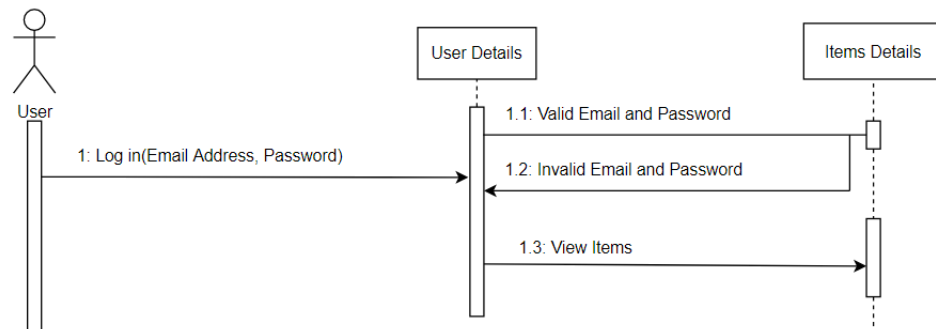 User Details
Items Details
User
1.1: Valid Email and Password
1: Log in(Email Address, Password)
1.2: Invalid Email and Password
1.3: View Items